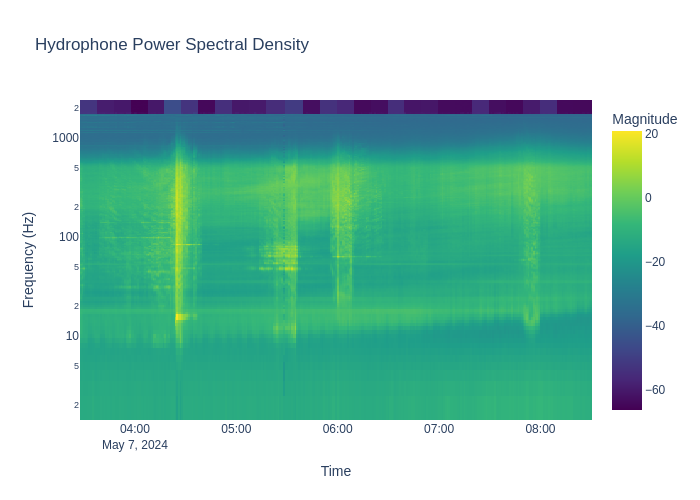 Hydrophone Power Spectral Density
Magnitude
2
1000
5
2
100
5
2
10
5
2
Frequency (Hz)
20
0
−20
−40
−60
04:00 05:00 06:00 07:00 08:00
May 7, 2024
Time